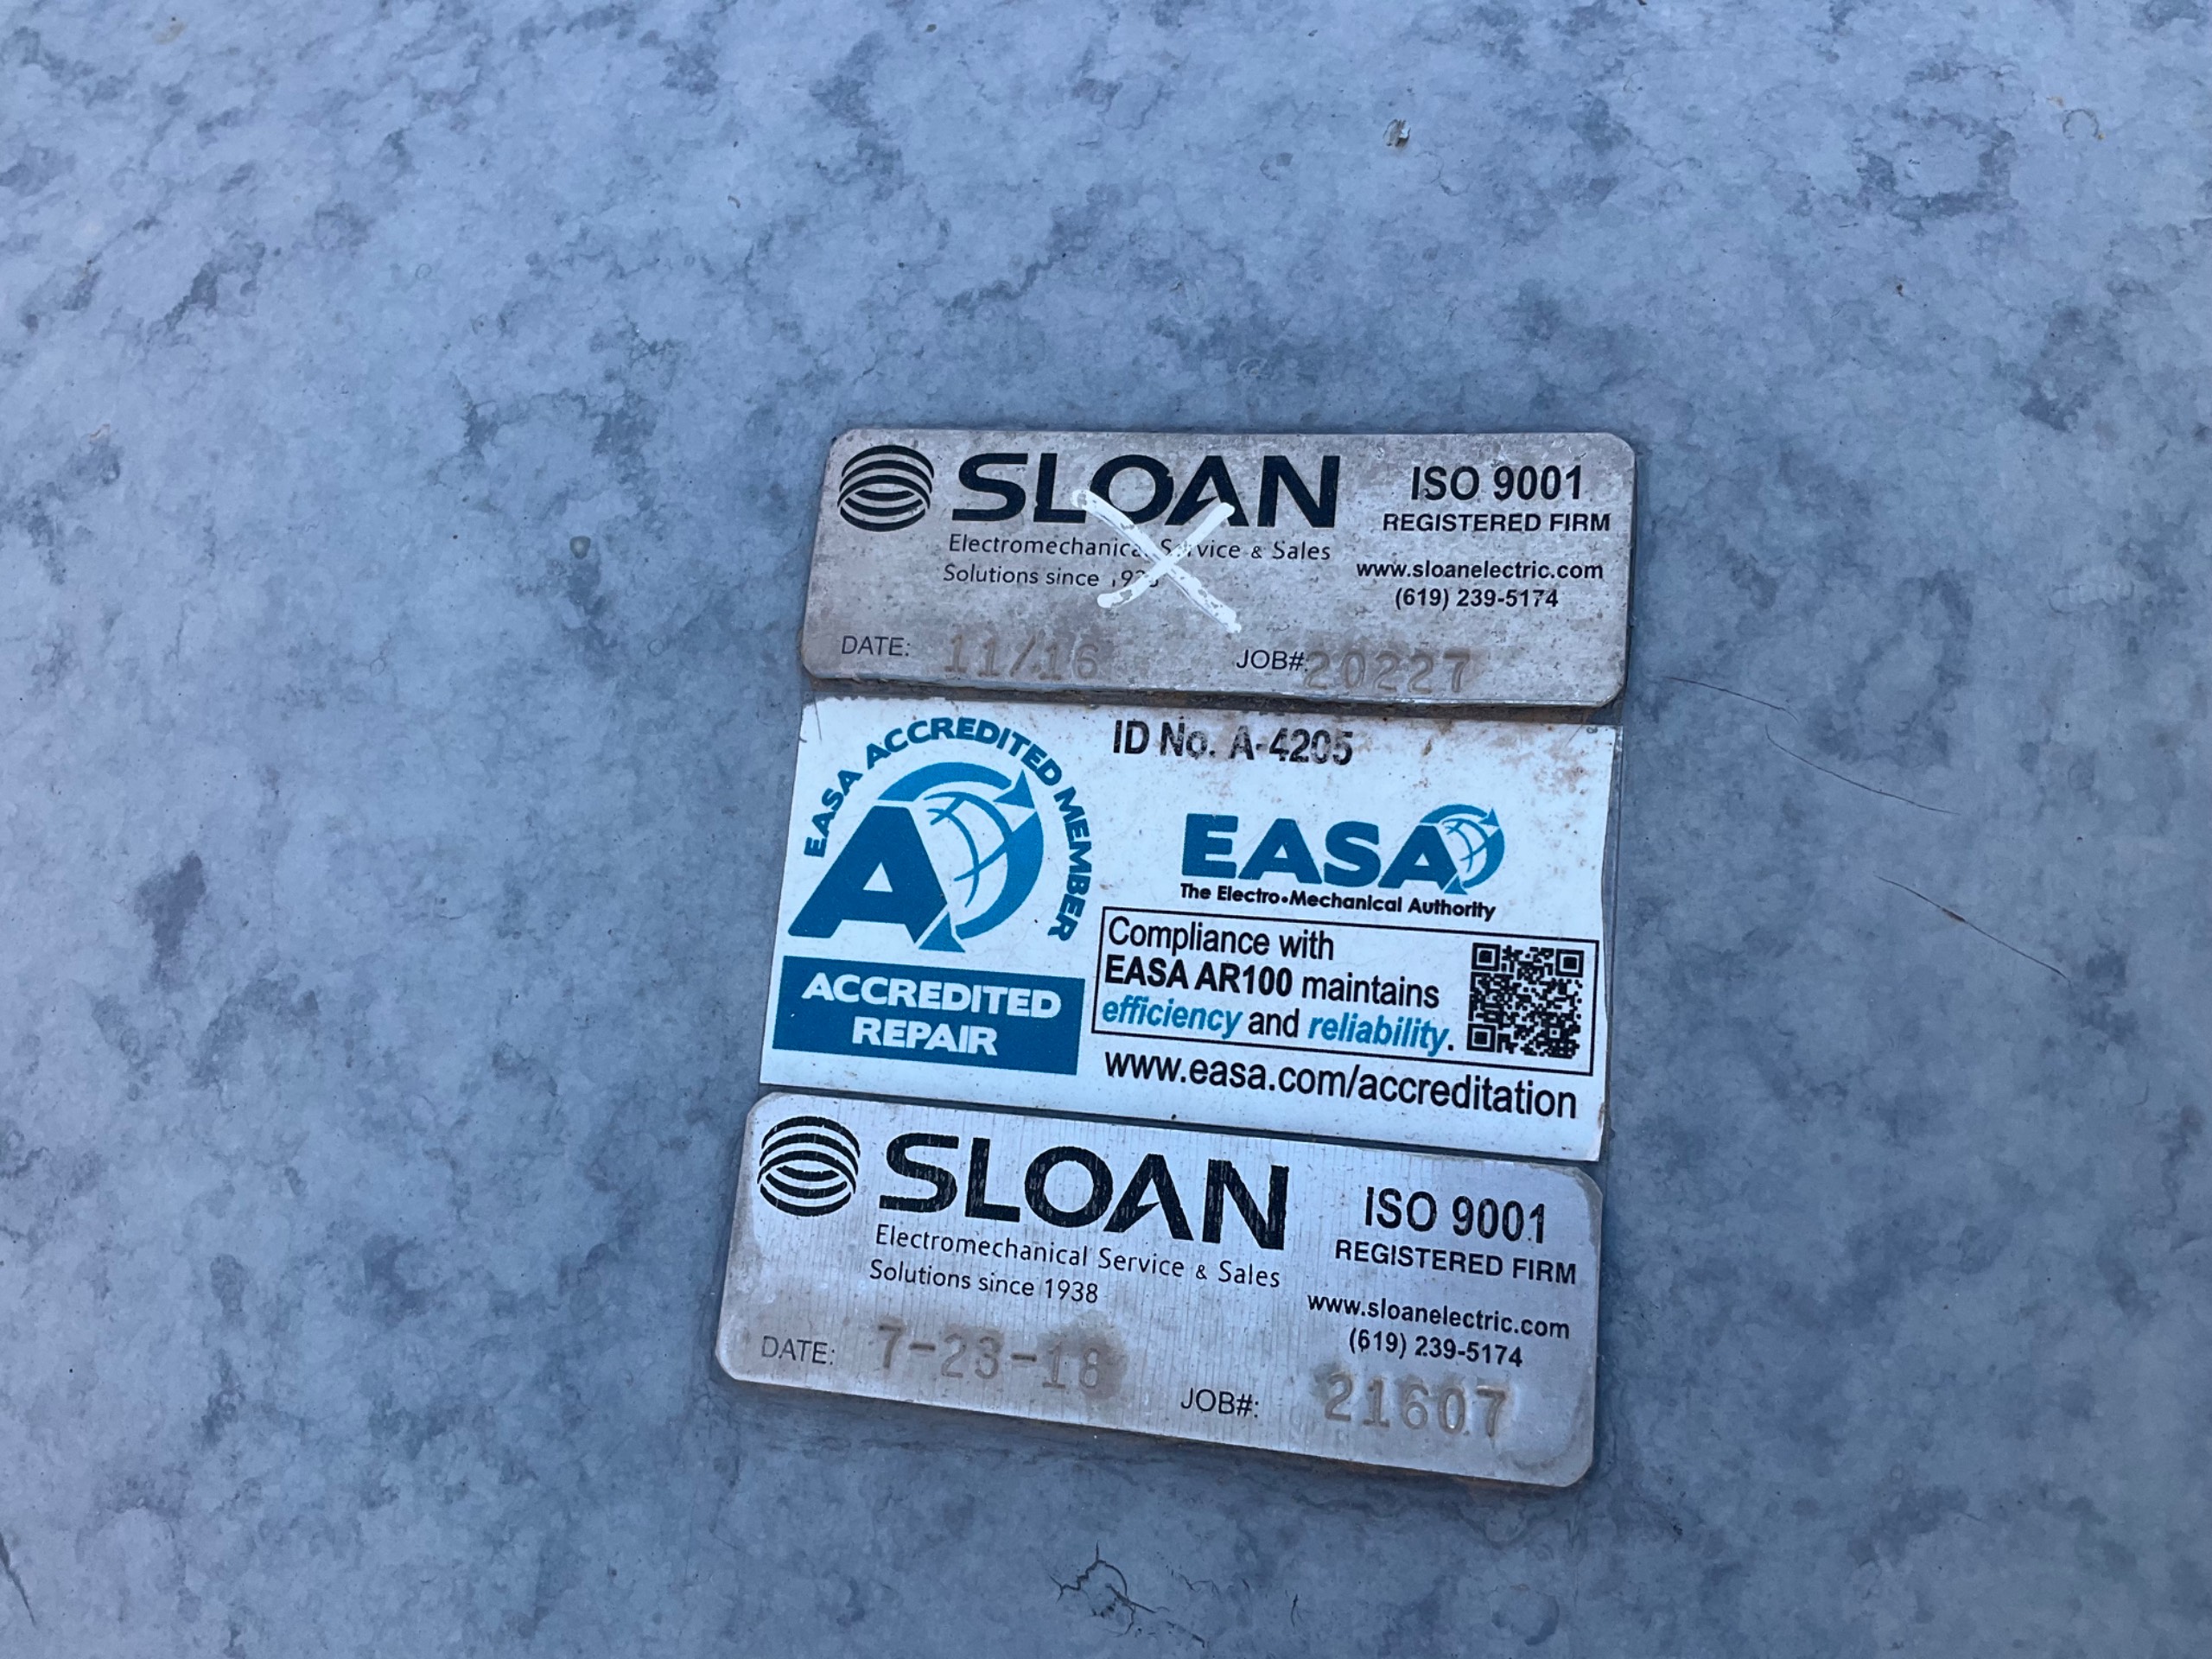 SLOAN
Electromechanical Service & Sales
Solutions since 1938
ISO 9001
REGISTERED FIRM
www.sloanelectric.com
(619) 239-5174
DATE: 11/16
JOB#: 20227
EASA ACCREDITED MEMBER
A
ACCREDITED
REPAIR
ID No. A-4205
EASA
The Electro•Mechanical Authority
Compliance with
EASA AR100 maintains
efficiency and reliability.
www.easa.com/accreditation
SLOAN
Electromechanical Service & Sales
Solutions since 1938
ISO 9001
REGISTERED FIRM
www.sloanelectric.com
(619) 239-5174
DATE: 7-23-18
JOB#: 21607